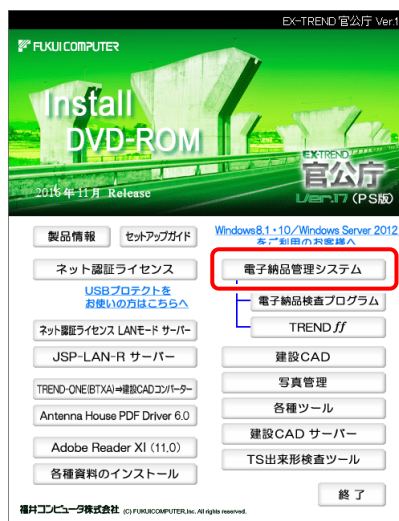 EX-TREND 官公庁 Ver.1
FUKUI COMPUTER
Install
DVD-ROM
EX-TREND
官公庁
2016年11月 Release
Ver.17 (PS版)
製品情報
セットアップガイド
Windows8.1・10／Windows Server 2012
をご利用のお客様へ
ネット認証ライセンス
電子納品管理システム
USBプロテクトを
お使いの方はこちらへ
電子納品検査プログラム
ネット認証ライセンス LANモード サーバー
TREND ff
JSP-LAN-R サーバー
建設CAD
TREND-ONE(BTXA)⇒建設CADコンバーター
写真管理
Antenna House PDF Driver 6.0
各種ツール
建設CAD サーバー
Adobe Reader XI (11.0)
TS出来形検査ツール
各種資料のインストール
終了
福井コンピュータ株式会社 (C) FUKUICOMPUTER,Inc. All rights reserved.